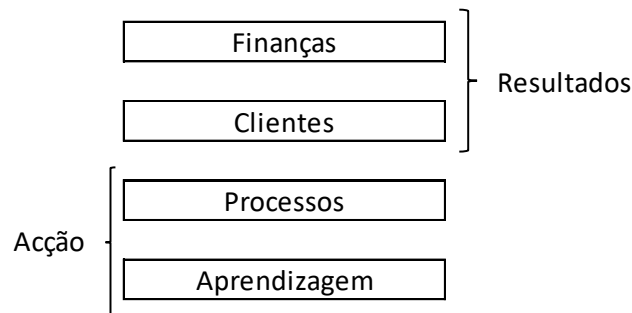 Finanças
Resultados
Clientes
Processos
Acção
Aprendizagem